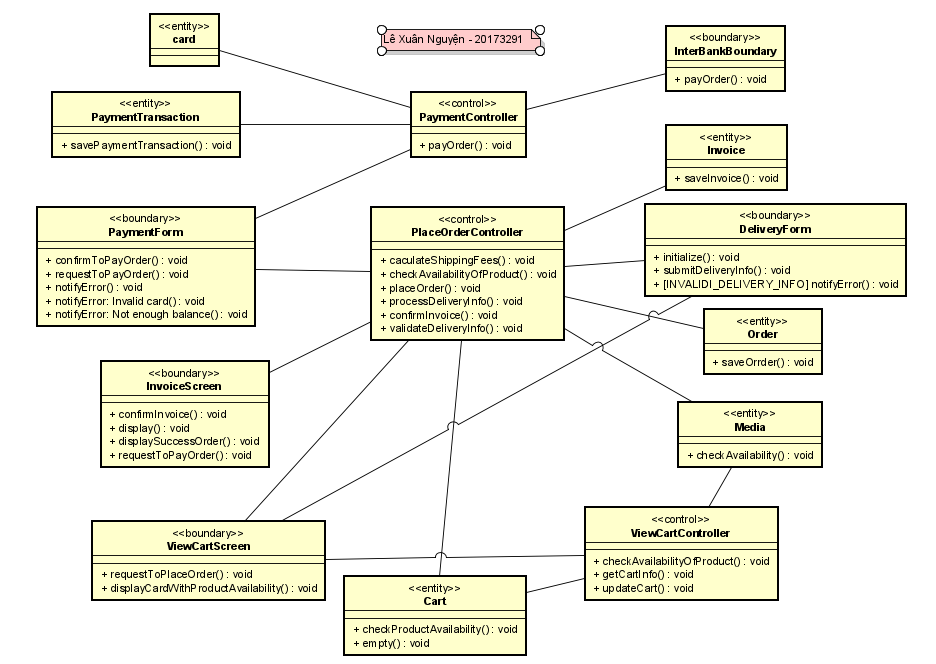 <<entity>>
card
Lê Xuân Nguyện - 20173291
<<boundary>>
InterBankBoundary
+ payOrder() : void
<<entity>>
PaymentTransaction
+ savePaymentTransaction() : void
<<control>>
PaymentController
+ payOrder() : void
<<entity>>
Invoice
+ saveInvoice() : void
<<boundary>>
PaymentForm
+ confirmToPayOrder() : void
+ requestToPayOrder() : void
+ notifyError() : void
+ notifyError: Invalid card() : void
+ notifyError: Not enough balance() : void
<<control>>
PlaceOrderController
+ caculateShippingFees() : void
+ checkAvailabilityOfProduct() : void
+ placeOrder() : void
+ processDeliveryInfo() : void
+ confirmInvoice() : void
+ validateDeliveryInfo() : void
<<boundary>>
DeliveryForm
+ initialize() : void
+ submitDeliveryInfo() : void
+ [INVALIDI_DELIVERY_INFO] notifyError() : void
<<entity>>
Order
+ saveOrrder() : void
<<boundary>>
InvoiceScreen
+ confirmInvoice() : void
+ display() : void
+ displaySuccessOrder() : void
+ requestToPayOrder() : void
<<entity>>
Media
+ checkAvailability() : void
<<boundary>>
ViewCartScreen
+ requestToPlaceOrder() : void
+ displayCardWithProductAvailability() : void
<<control>>
ViewCartController
+ checkAvailabilityOfProduct() : void
+ getCartInfo() : void
+ updateCart() : void
<<entity>>
Cart
+ checkProductAvailability() : void
+ empty() : void